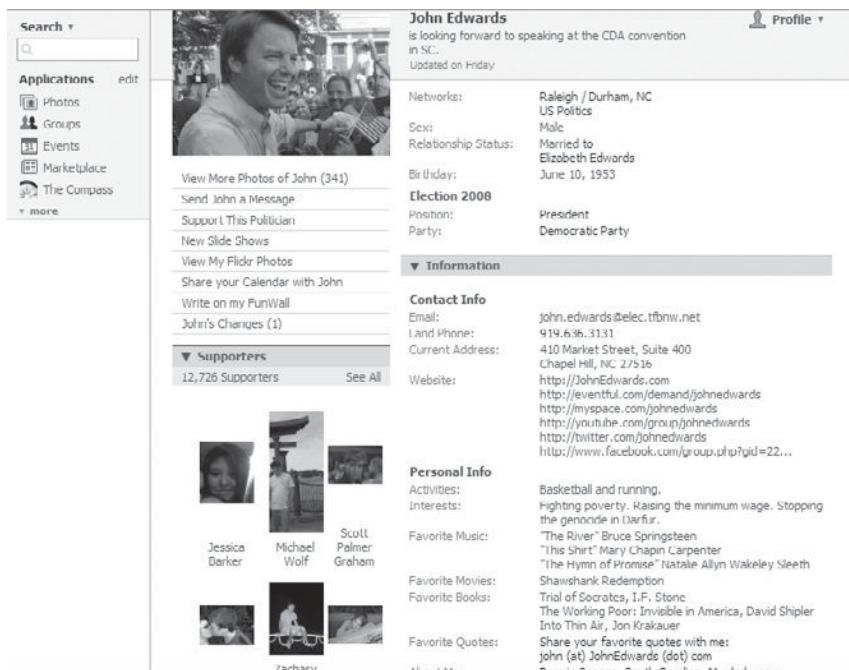 Search ▼
Applications edit
Photos
Groups
Events
Marketplace
The Compass
▼ more
View More Photos of John (341)
Send John a Message
Support This Politician
New Slide Shows
View My Flickr Photos
Share your Calendar with John
Write on my FunWall
John's Changes (1)
▼ Supporters
12,726 Supporters See All
Jessica Barker
Michael Wolf
Scott Palmer Graham
Zachary
John Edwards
Profile ▼
is looking forward to speaking at the CDA convention
in SC.
Updated on Friday
Networks: Raleigh / Durham, NC
US Politics
Sex: Male
Relationship Status: Married to
Elizabeth Edwards
Birthday: June 10, 1953
Election 2008
Position: President
Party: Democratic Party
▼ Information
Contact Info
Email: john.edwards@elec.tfbnw.net
Land Phone: 919.636.3131
Current Address: 410 Market Street, Suite 400
Chapel Hill, NC 27516
Website: http://JohnEdwards.com
http://eventful.com/demand/johnedwards
http://myspace.com/johnedwards
http://youtube.com/group/johnedwards
http://twitter.com/johnedwards
http://www.facebook.com/group.php?gid=22...
Personal Info
Activities: Basketball and running.
Interests: Fighting poverty. Raising the minimum wage. Stopping
the genocide in Darfur.
Favorite Music: "The River" Bruce Springsteen
"This Shirt" Mary Chapin Carpenter
"The Hymn of Promise" Natalie Allyn Wakeley Sleeth
Favorite Movies: Shawshank Redemption
Favorite Books: Trial of Socrates, I.F. Stone
The Working Poor: Invisible in America, David Shipler
Into Thin Air, Jon Krakauer
Favorite Quotes: Share your favorite quotes with me:
john (at) JohnEdwards (dot) com